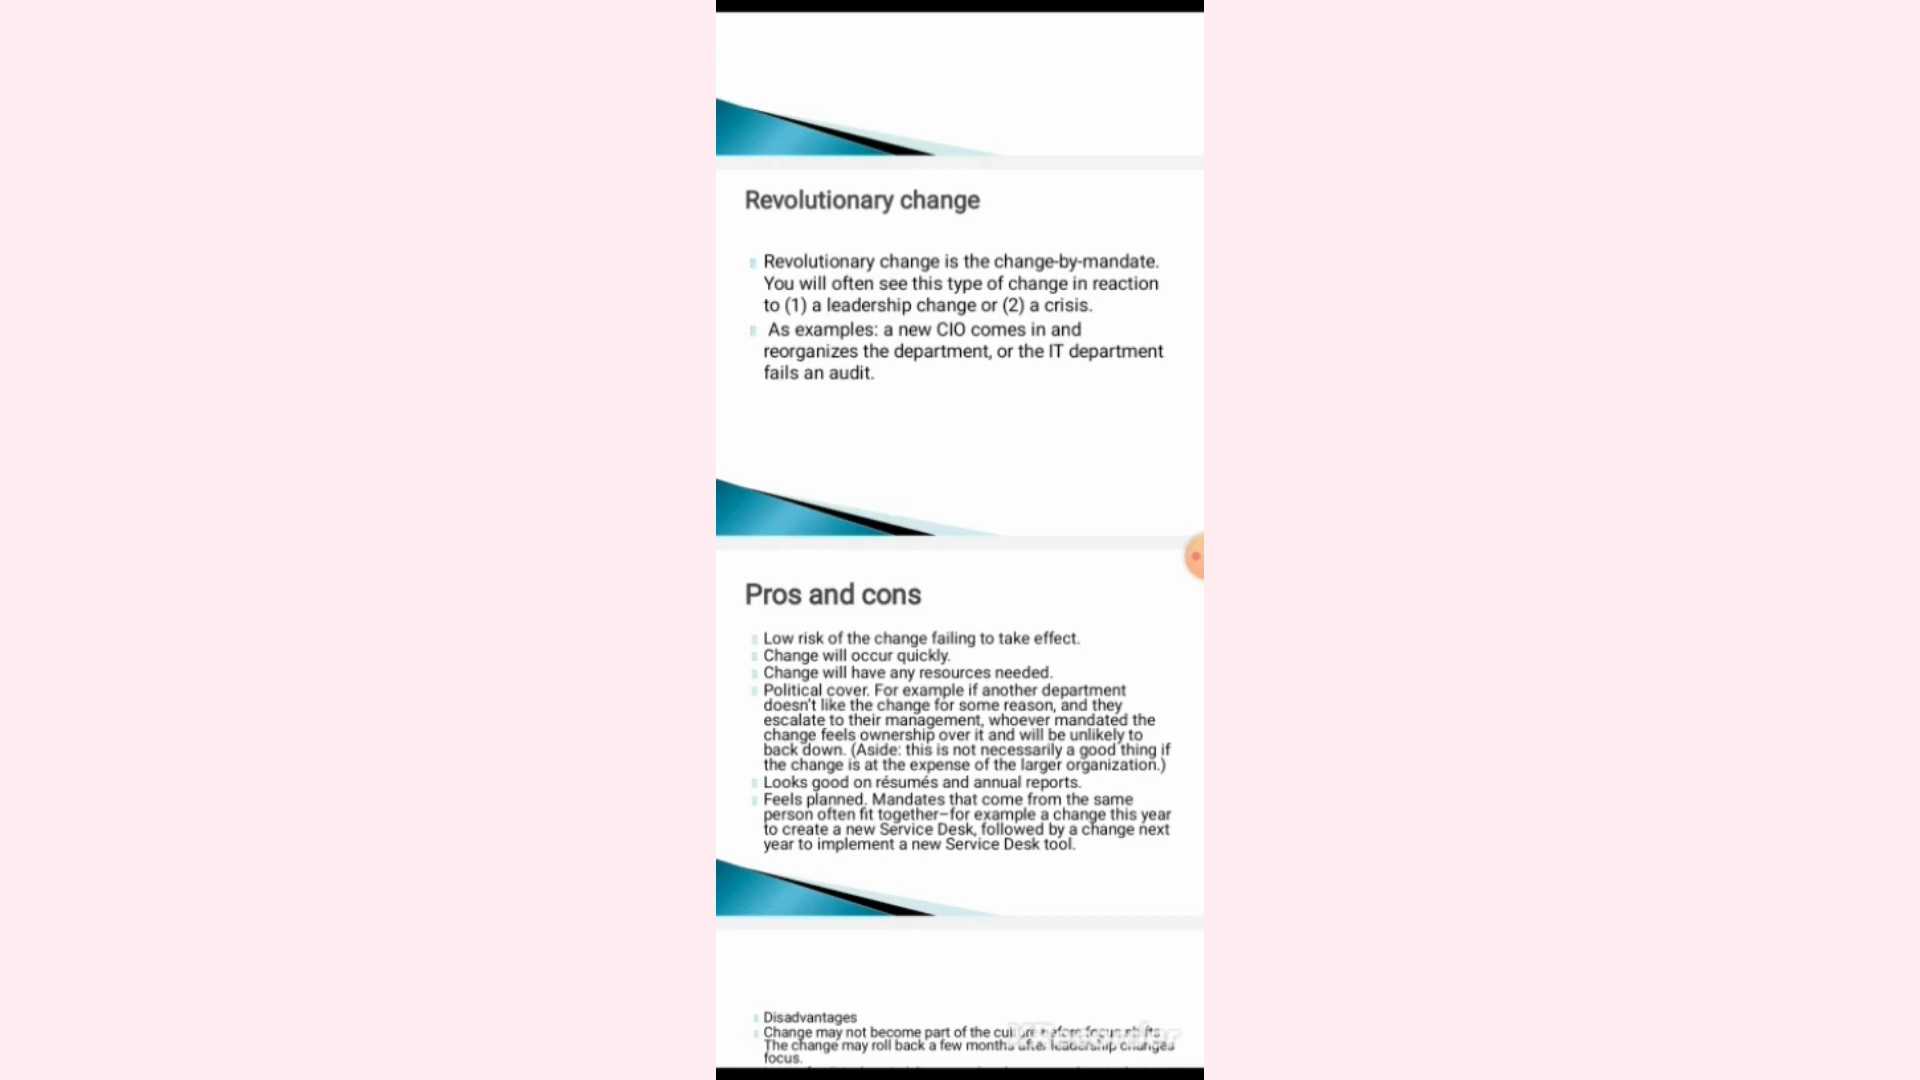 Revolutionary change
Revolutionary change is the change-by-mandate.
You will often see this type of change in reaction
to (1) a leadership change or (2) a crisis.
As examples: a new CIO comes in and
reorganizes the department, or the IT department
fails an audit.
Pros and cons
Low risk of the change failing to take effect.
Change will occur quickly.
Change will have any resources needed.
Political cover. For example if another department
doesn't like the change for some reason, and they
escalate to their management, whoever mandated the
change feels ownership over it and will be unlikely to
back down. (Aside: this is not necessarily a good thing if
the change is at the expense of the larger organization.)
Looks good on résumés and annual reports.
Feels planned. Mandates that come from the same
person often fit together–for example a change this year
to create a new Service Desk, followed by a change next
year to implement a new Service Desk tool.
Disadvantages
Change may not become part of the culture before focus shifts.
The change may roll back a few months after leadership changes
focus.